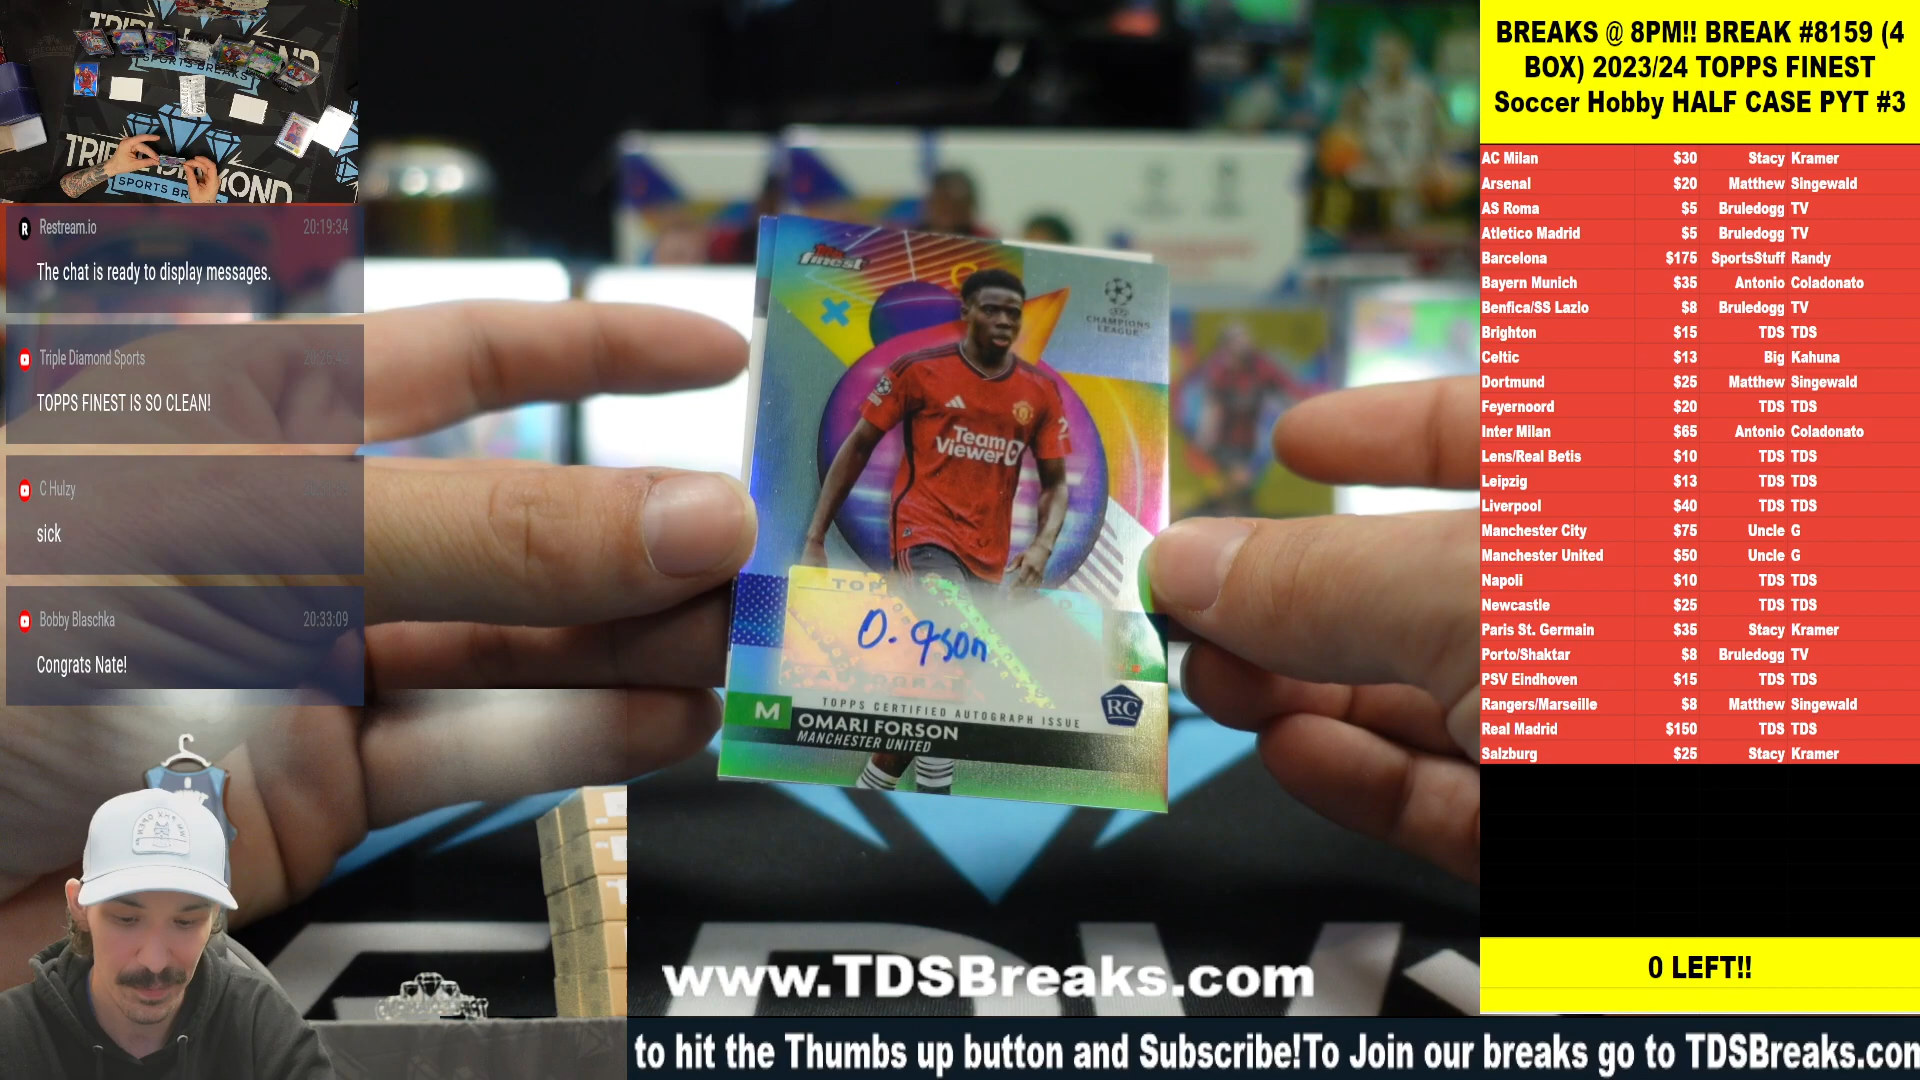 BREAKS @ 8PM!! BREAK #8159 (4
BOX) 2023/24 TOPPS FINEST
Soccer Hobby HALF CASE PYT #3
AC Milan $30 Stacy Kramer
Arsenal $20 Matthew Singewald
AS Roma $5 Bruledogg TV
Atletico Madrid $5 Bruledogg TV
Barcelona $175 SportsStuff Randy
Bayern Munich $35 Antonio Coladonato
Benfica/SS Lazio $8 Bruledogg TV
Brighton $15 TDS TDS
Celtic $13 Big Kahuna
Dortmund $25 Matthew Singewald
Feyernoord $20 TDS TDS
Inter Milan $65 Antonio Coladonato
Lens/Real Betis $10 TDS TDS
Leipzig $13 TDS TDS
Liverpool $40 TDS TDS
Manchester City $75 Uncle G
Manchester United $50 Uncle G
Napoli $10 TDS TDS
Newcastle $25 TDS TDS
Paris St. Germain $35 Stacy Kramer
Porto/Shaktar $8 Bruledogg TV
PSV Eindhoven $15 TDS TDS
Rangers/Marseille $8 Matthew Singewald
Real Madrid $150 TDS TDS
Salzburg $25 Stacy Kramer
0 LEFT!!
TRIPLE DIAMOND
SPORTS BREAKS
Restream.io 20:19:34
The chat is ready to display messages.
Triple Diamond Sports
TOPPS FINEST IS SO CLEAN!
C Hulzy
sick
Bobby Blaschka 20:33:09
Congrats Nate!
Topps
finest
CHAMPIONS
LEAGUE
Team
Viewer
TOPPS CERTIFIED AUTOGRAPH ISSUE
RC
M
OMARI FORSON
MANCHESTER UNITED
www.TDSBreaks.com
to hit the Thumbs up button and Subscribe!To Join our breaks go to TDSBreaks.com